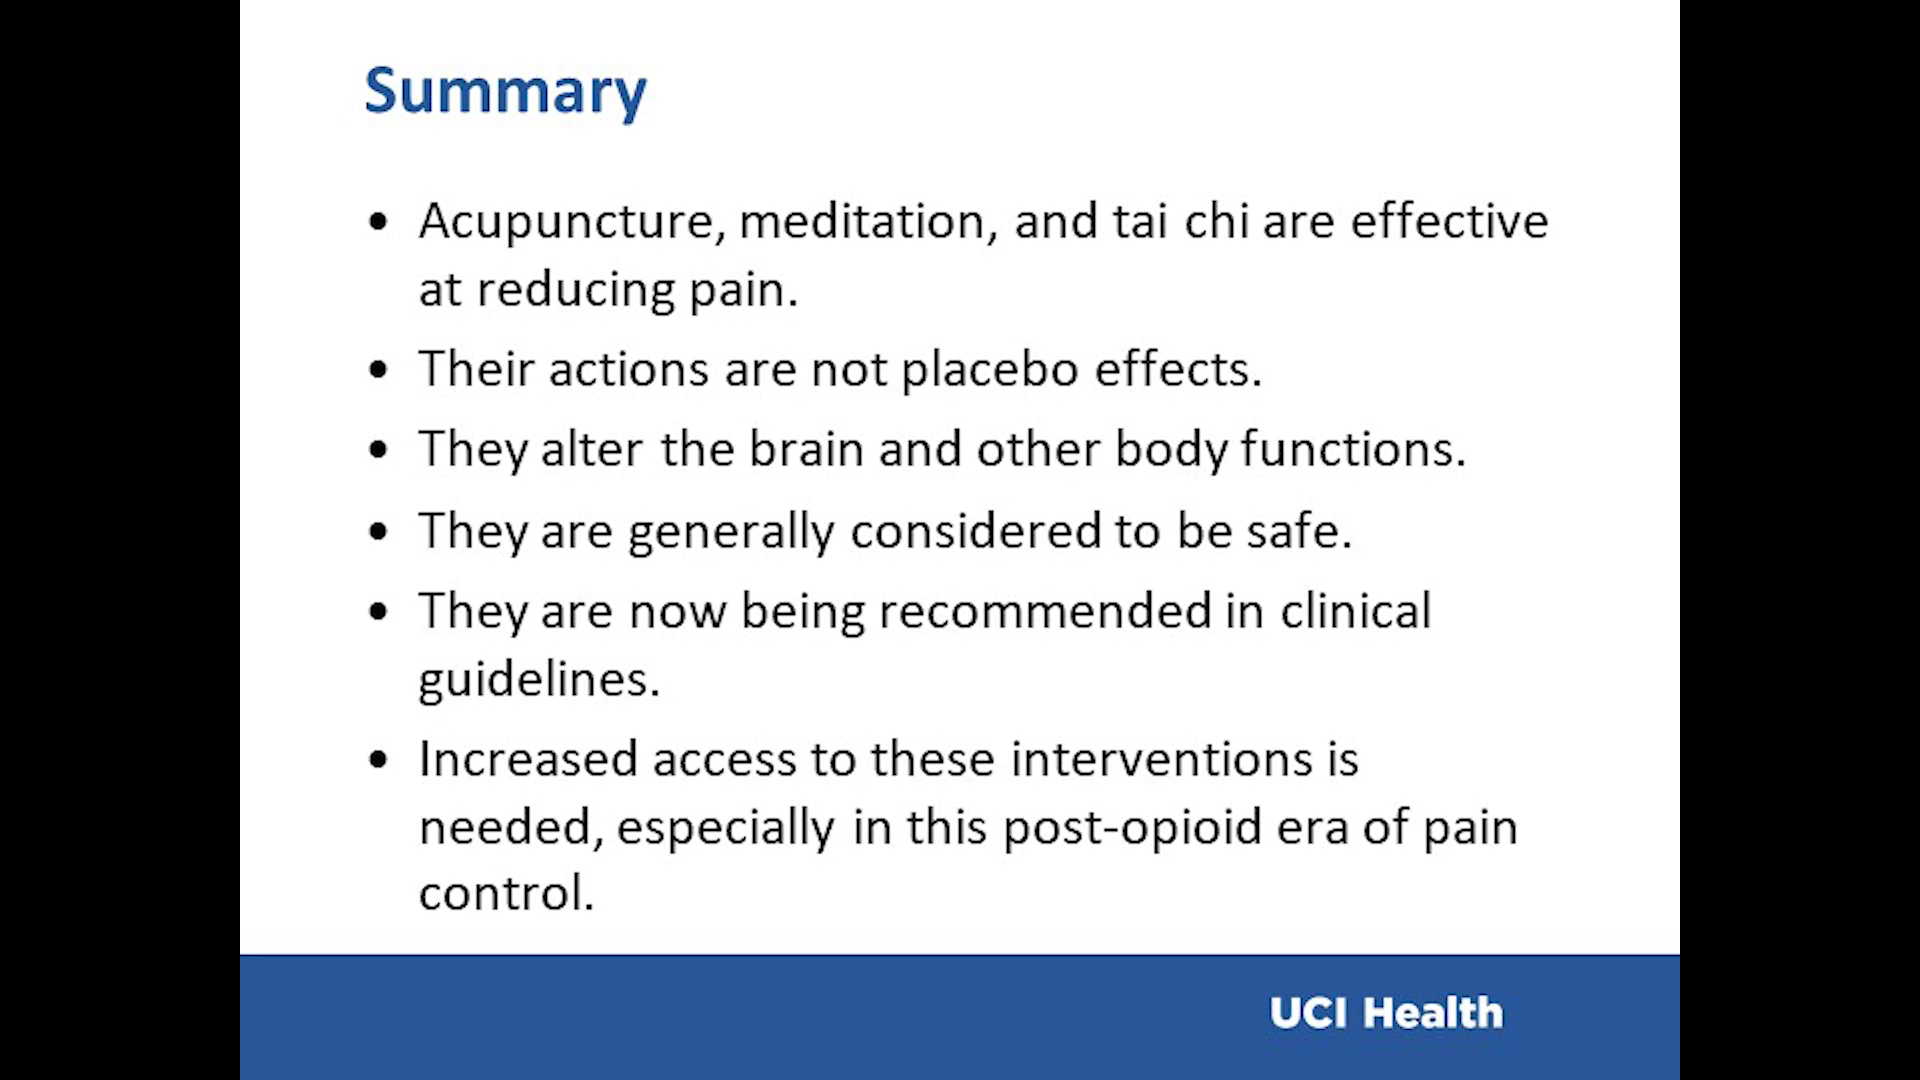 Summary
• Acupuncture, meditation, and tai chi are effective
at reducing pain.
• Their actions are not placebo effects.
• They alter the brain and other body functions.
• They are generally considered to be safe.
• They are now being recommended in clinical
guidelines.
• Increased access to these interventions is
needed, especially in this post-opioid era of pain
control.
UCI Health